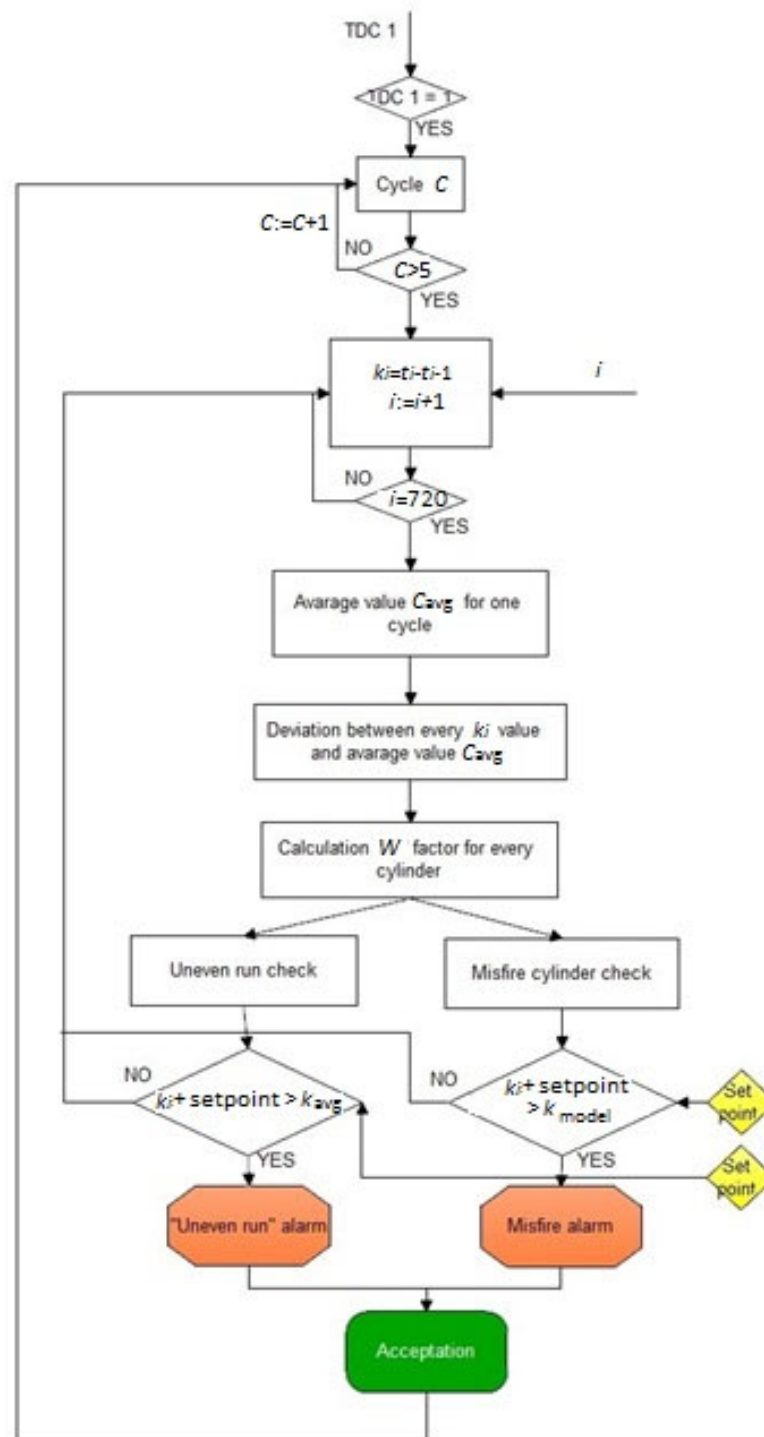 TDC 1
TDC 1 = 1
YES
Cycle C
C:=C+1
NO
C>5
YES
ki=ti-ti-1
i:=i+1
i
NO
i=720
YES
Avarage value Cavg for one
cycle
Deviation between every ki value
and avarage value Cavg
Calculation W factor for every
cylinder
Uneven run check
Misfire cylinder check
NO
ki+ setpoint > kavg
YES
NO
ki+ setpoint
> k model
YES
Set
point
Set
point
"Uneven run" alarm
Misfire alarm
Acceptation